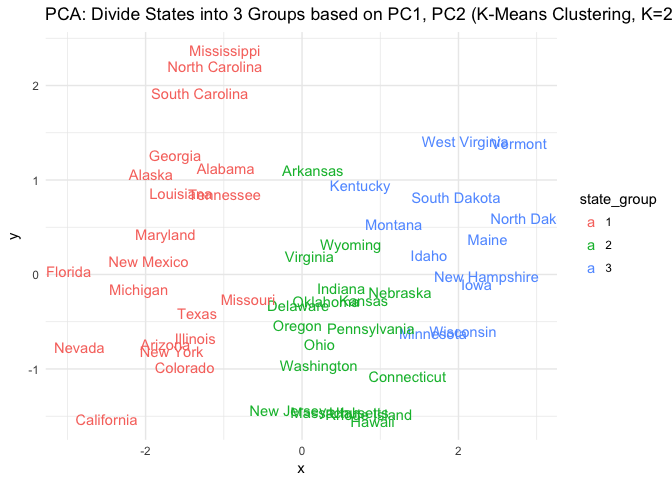 PCA: Divide States into 3 Groups based on PC1, PC2 (K-Means Clustering, K=2
Mississippi
North Carolina
2
South Carolina
West Virginia
Vermont
Georgia
Alabama
Arkansas
Alaska
1
Kentucky
state_group
Louisiana
Tennessee
South Dakota
a 1
North Dak
Montana
a 2
Maryland
Maine
y
Wyoming
a 3
Virginia
Idaho
New Mexico
Florida
0
New Hampshire
Iowa
Michigan
Indiana
Nebraska
Missouri
Oklahoma
Kansas
Delaware
Texas
Oregon
Pennsylvania
Wisconsin
Minnesota
Illinois
Arizona
Ohio
Nevada
New York
Colorado
Washington
-1
Connecticut
New Jersey
Massachusetts
Utah
Rhode Island
California
Hawaii
-2
0
2
x